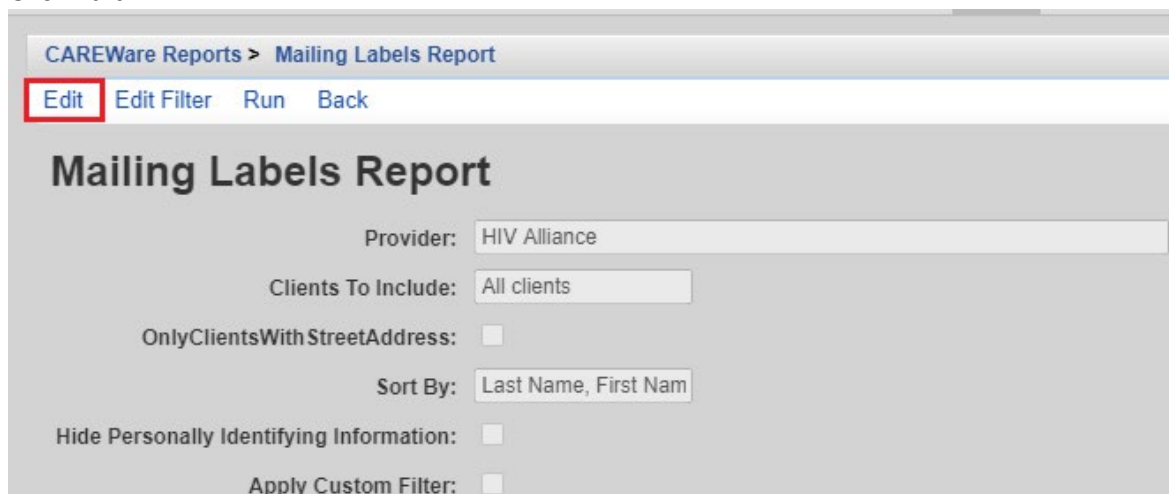 CAREWare Reports > Mailing Labels Report
Edit Edit Filter Run Back
Mailing Labels Report
Provider: HIV Alliance
Clients To Include: All clients
OnlyClientsWithStreetAddress:
Sort By: Last Name, First Nam
Hide Personally Identifying Information:
Apply Custom Filter: